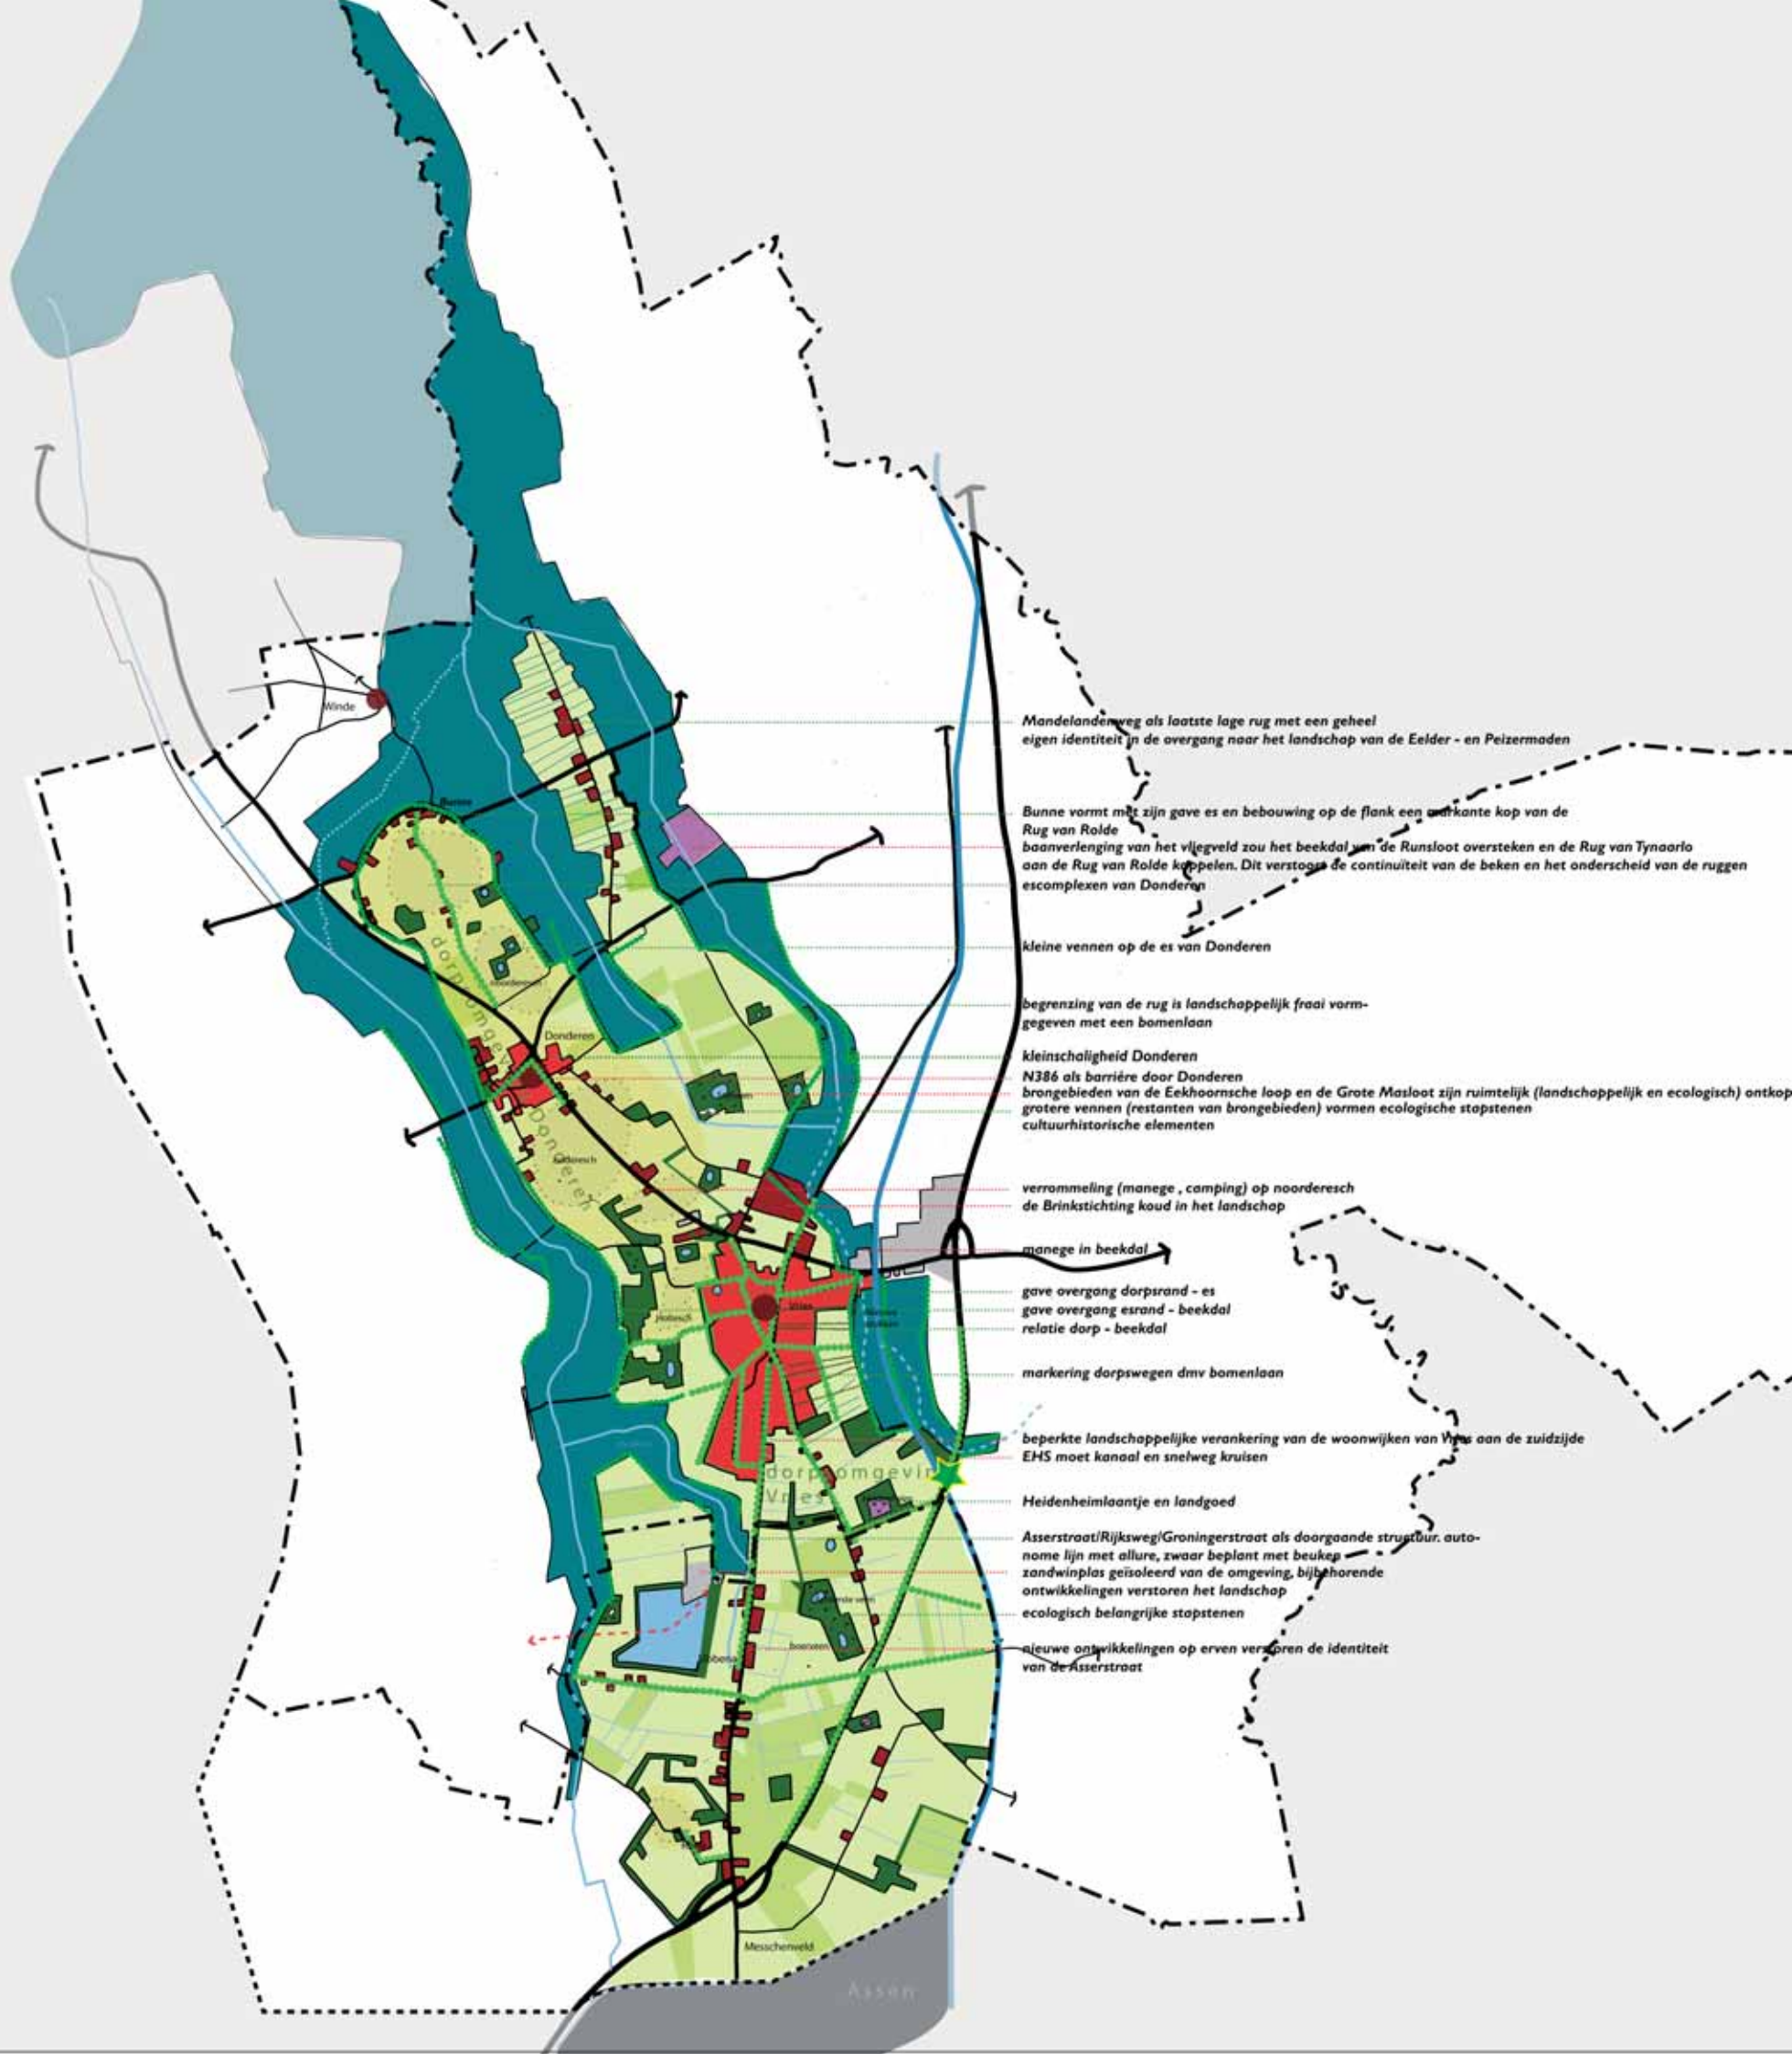 Winde
Mandelandenweg als laatste lage rug met een geheel
eigen identiteit in de overgang naar het landschap van de Eelder - en Peizermaden
Bunne
Bunne vormt met zijn gave es en bebouwing op de flank een markante kop van de
Rug van Rolde
baanverlenging van het vliegveld zou het beekdal van de Runsloot oversteken en de Rug van Tynaarlo
aan de Rug van Rolde koppelen. Dit verstoort de continuïteit van de beken en het onderscheid van de ruggen
escomplexen van Donderen
kleine vennen op de es van Donderen
noorderesch
begrenzing van de rug is landschappelijk fraai vorm-
gegeven met een bomenlaan
dorpsomgeving
Donderen
Donderen
kleinschaligheid Donderen
N386 als barrière door Donderen
brongebieden van de Eekhoornsche loop en de Grote Masloot zijn ruimtelijk (landschappelijk en ecologisch) ontkop
grotere vennen (restanten van brongebieden) vormen ecologische stapstenen
cultuurhistorische elementen
verrommeling (manege , camping) op noorderesch
de Brinkstichting koud in het landschap
manege in beekdal
gave overgang dorpsrand - es
Vries
gave overgang esrand - beekdal
relatie dorp - beekdal
markering dorpswegen dmv bomenlaan
beperkte landschappelijke verankering van de woonwijken van Vries aan de zuidzijde
EHS moet kanaal en snelweg kruisen
dorpsomgeving
Vries
Heidenheimlaantje en landgoed
Asserstraat/Rijksweg/Groningerstraat als doorgaande structuur. auto-
nome lijn met allure, zwaar beplant met beuken
zandwinplas geïsoleerd van de omgeving, bijbehorende
ontwikkelingen verstoren het landschap
ecologisch belangrijke stapstenen
nieuwe ontwikkelingen op erven verstoren de identiteit
van de Asserstraat
Messchenveld
Assen